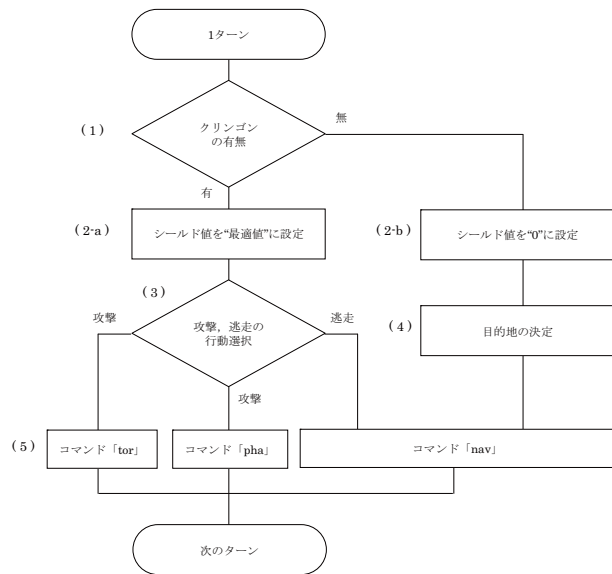 1ターン
(1)
クリンゴン
の有無
無
有
(2-a)
シールド値を“最適値”に設定
(2-b)
シールド値を“0”に設定
(3)
攻撃
攻撃，逃走の
行動選択
逃走
(4)
目的地の決定
攻撃
(5)
コマンド「tor」
コマンド「pha」
コマンド「nav」
次のターン